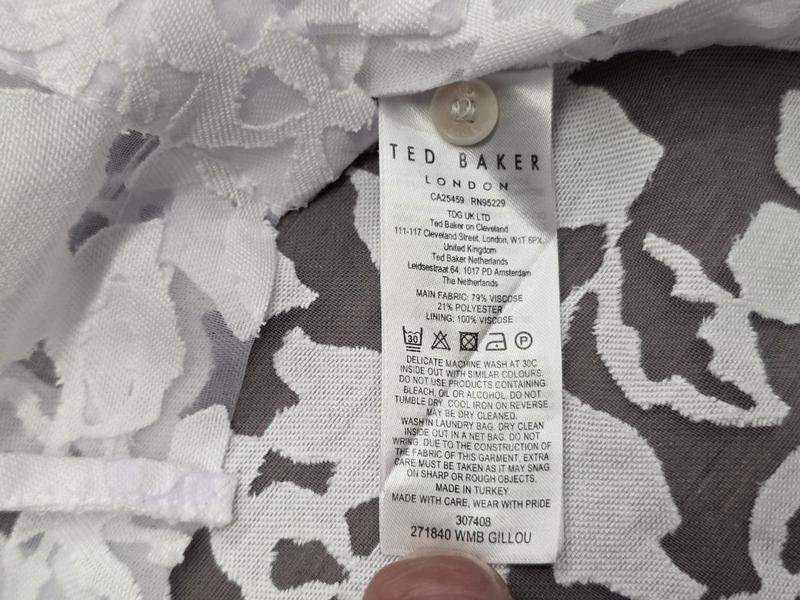 TED BAKER
LONDON
CA25459 RN95229
TDG UK LTD
Ted Baker on Cleveland
111-117 Cleveland Street, London, W1T 6PX.
United Kingdom
Ted Baker Netherlands
Leidsestraat 64, 1017 PD Amsterdam
The Netherlands
MAIN FABRIC: 79% VISCOSE
21% POLYESTER
LINING: 100% VISCOSE
30 P
DELICATE MACHINE WASH AT 30C
INSIDE OUT WITH SIMILAR COLOURS.
DO NOT USE PRODUCTS CONTAINING
BLEACH, OIL OR ALCOHOL. DO NOT
TUMBLE DRY. COOL IRON ON REVERSE.
MAY BE DRY CLEANED.
WASH IN LAUNDRY BAG. DRY CLEAN
INSIDE OUT IN A NET BAG. DO NOT
WRING. DUE TO THE CONSTRUCTION OF
THE FABRIC OF THIS GARMENT, EXTRA
CARE MUST BE TAKEN AS IT MAY SNAG
ON SHARP OR ROUGH OBJECTS.
MADE IN TURKEY
MADE WITH CARE, WEAR WITH PRIDE
307408
271840 WMB GILLOU